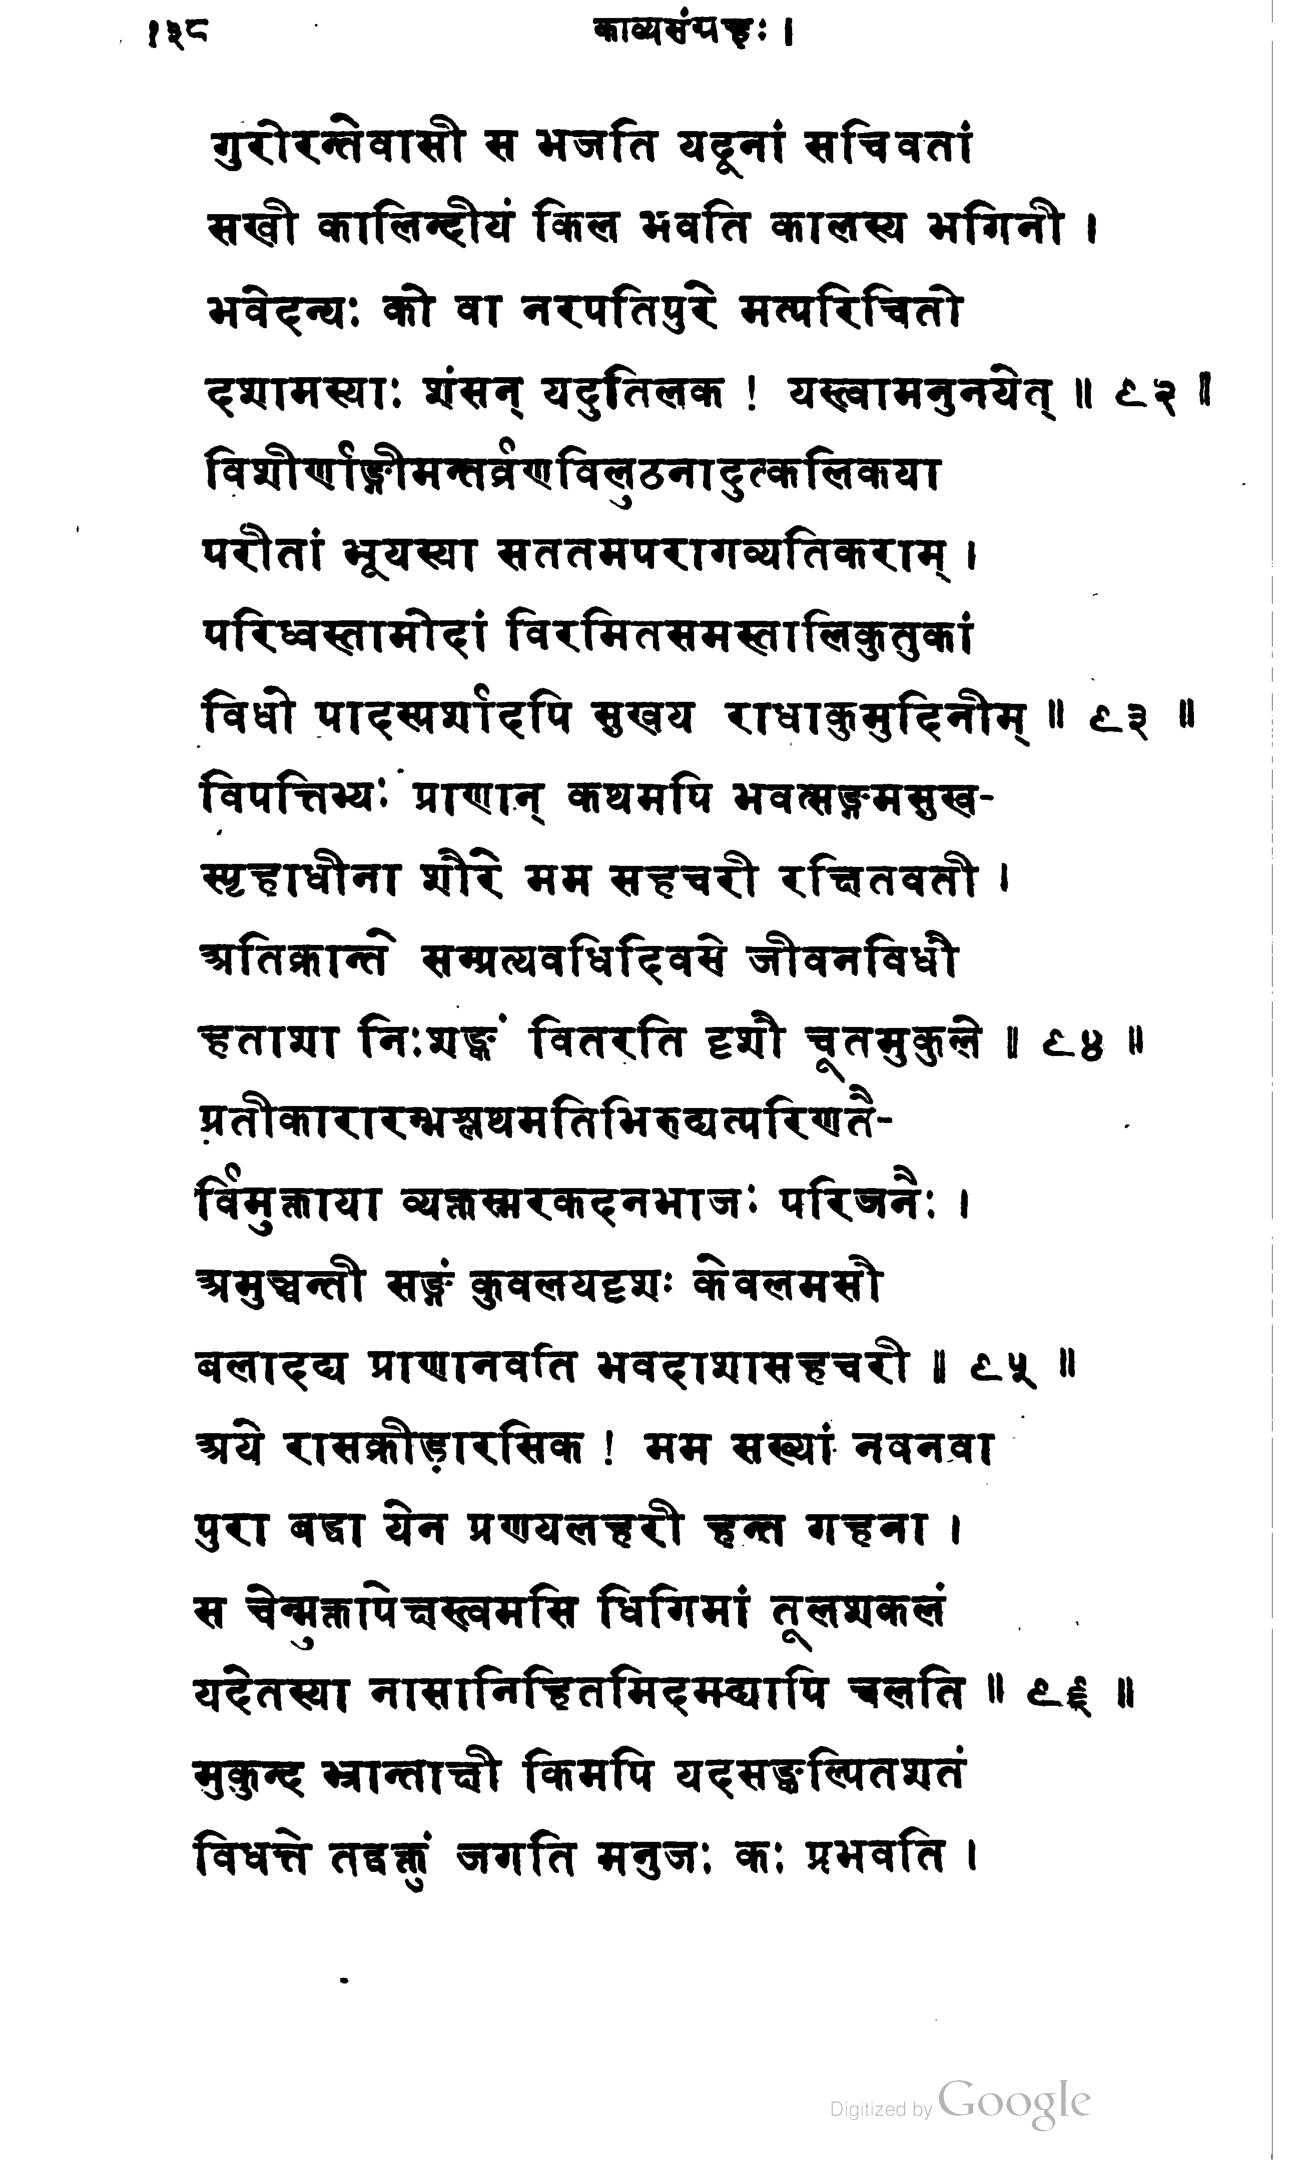 १५८ काव्यसंग्रहः ।
गुरोरन्तेवासी स भजति यदूनां सचिवतां
सखी कालिन्दीयं किल भवति कालस्य भगिनी ।
भवेदन्यः को वा नरपतिपुरे मत्परिचितो
दशामस्याः शंसन् यदुतिलक ! यस्त्वामनुनयेत् ॥ ९२ ॥
विशीर्णाङ्गीमन्तर्व्रणविलुठनादुत्कलिकया
परीतां भूयस्या सततमपरागव्यतिकराम् ।
परिध्वस्तामोदां विरमितसमस्तालिकुतुकां
विधो पादस्पर्शादपि सुखय राधाकुमुदिनीम् ॥ ९३ ॥
विपत्तिभ्यः प्राणान् कथमपि भवत्सङ्गमसुख-
स्पृहाधीना शौरे मम सहचरी रक्षितवती ।
अतिक्रान्ते सम्प्रत्यवधिदिवसे जीवनविधौ
हताशा निःशङ्कं वितरति दृशौ चूतमुकुले ॥ ९४ ॥
प्रतीकारारम्भश्लथमतिभिरुद्यत्परिणतै-
र्विमुक्ताया व्यक्तस्मरकदनभाजः परिजनैः ।
अमुञ्चन्ती सङ्गं कुवलयदृशः केवलमसौ
बलादद्य प्राणानवति भवदाशासहचरी ॥ ९५ ॥
अये रासक्रीड़ारसिक ! मम सख्यां नवनवा
पुरा बद्धा येन प्रणयलहरी हन्त गहना ।
स चेन्मुक्तापेक्षस्त्वमसि धिगिमां तूलशकलं
यदेतस्या नासानिहितमिदमद्यापि चलति ॥ ९६ ॥
मुकुन्द भ्रान्ताक्षी किमपि यदसङ्कल्पितशतं
विधत्ते तद्वक्तुं जगति मनुजः कः प्रभवति ।
Digitized by Google